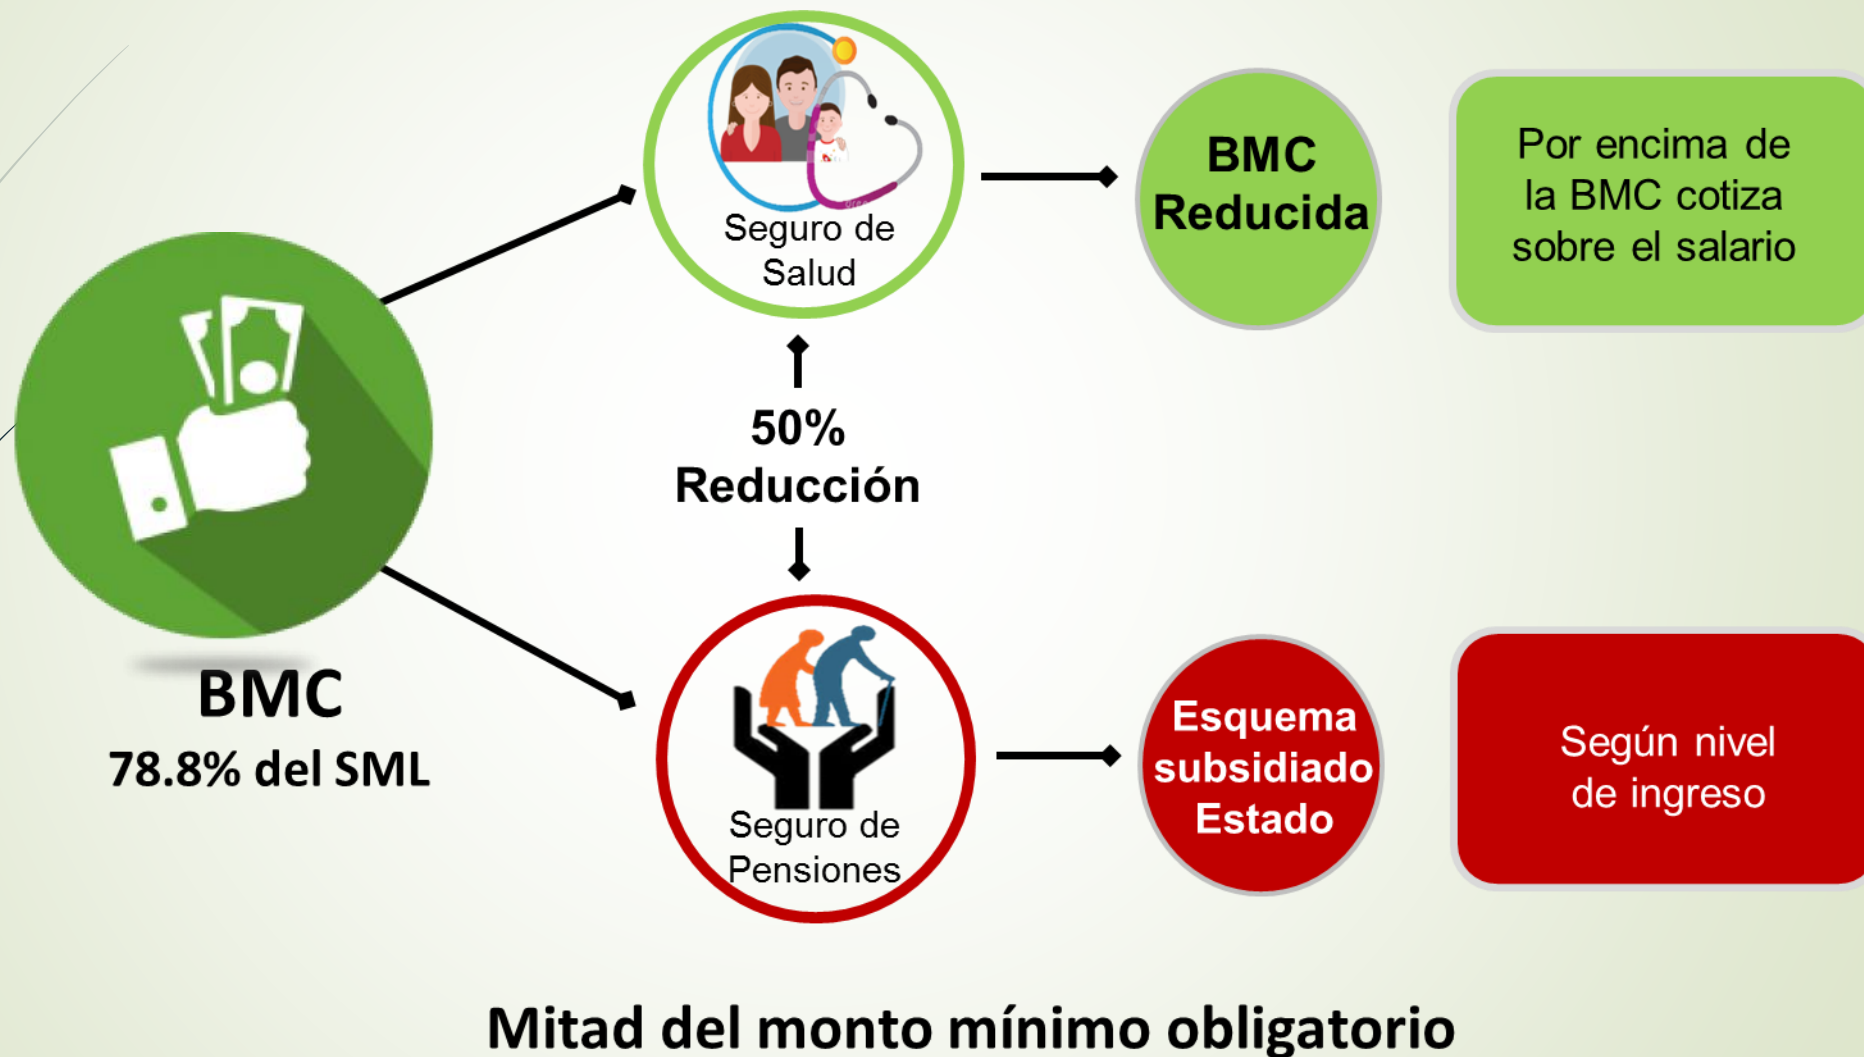 Seguro de
Salud
BMC
Reducida
Por encima de
la BMC cotiza
sobre el salario
50%
Reducción
BMC
78.8% del SML
Seguro de
Pensiones
Esquema
subsidiado
Estado
Según nivel
de ingreso
Mitad del monto mínimo obligatorio